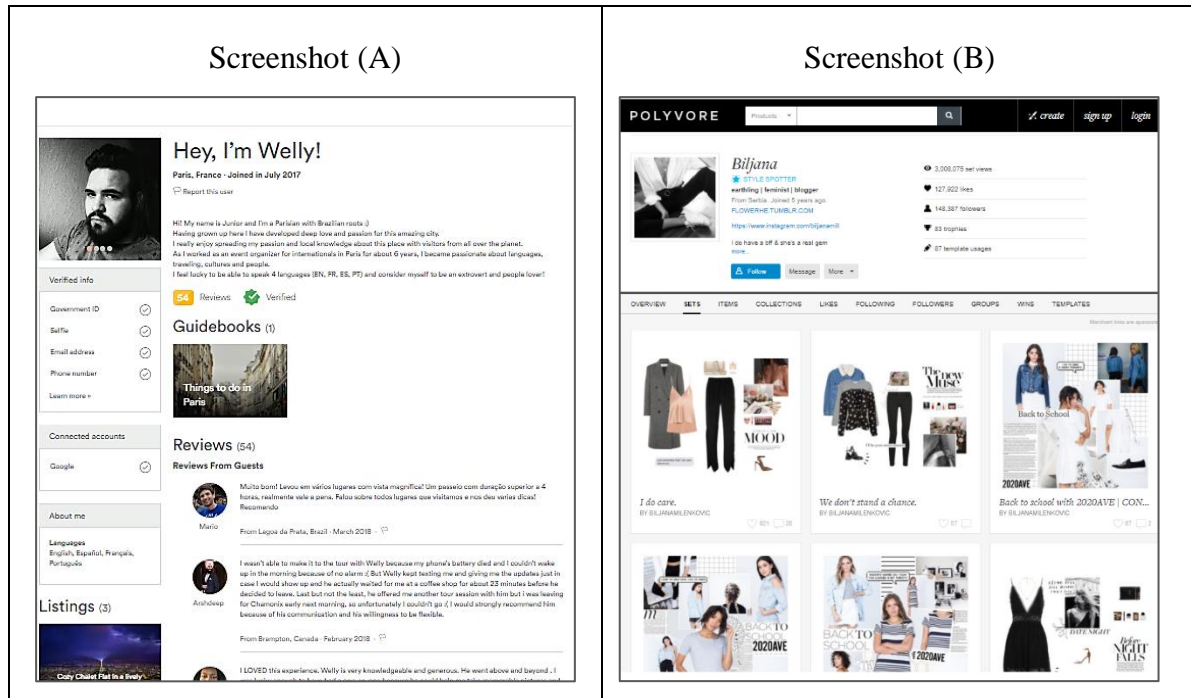 Screenshot (A)
Hey, I'm Welly!
Paris, France · Joined in July 2017
Report this user
Hi! My name is Junior and I'm a Parisian with Brazilian roots :)
Having grown up here I have developed deep love and passion for this amazing city.
I really enjoy spreading my passion and local knowledge about this place with visitors from all over the planet.
As I worked as an event organizer for internationals in Paris for about 6 years, I became passionate about languages,
traveling, cultures and people.
I feel lucky to be able to speak 4 languages (EN, FR, ES, PT) and consider myself to be an extrovert and people lover!
54 Reviews Verified
Verified info
Government ID
Selfie
Email address
Phone number
Learn more »
Connected accounts
Google
About me
Languages
English, Español, Français,
Português
Listings (3)
Cozy Chalet Flat In a lively
Guidebooks (1)
Things to do in
Paris
Reviews (54)
Reviews From Guests
Muito bom! Levou em vários lugares com vista magnífica! Um passeio com duração superior a 4
horas, realmente vale a pena. Falou sobre todos lugares que visitamos e nos deu varias dicas!
Recomendo
Mario
From Lagoa da Prata, Brazil · March 2018 ·
I wasn't able to make it to the tour with Welly because my phone's battery died and I couldn't wake
up in the morning because of no alarm :( But Welly kept texting me and giving me the updates just in
case I would show up and he actually waited for me at a coffee shop for about 23 minutes before he
decided to leave. Last but not the least, he offered me another tour session with him but i was leaving
for Chamonix early next morning, so unfortunately I couldn't go :( I would strongly recommend him
because of his communication and his willingness to be flexible.
Arshdeep
From Brampton, Canada · February 2018 ·
I LOVED this experience. Welly is very knowledgeable and generous. He went above and beyond . I
Screenshot (B)
POLYVORE
Products
create sign up login
Biljana
STYLE SPOTTER
earthling | feminist | blogger
From Serbia. Joined 5 years ago.
FLOWERHE.TUMBLR.COM
I do have a bff & she's a real gem
more...
Follow Message More
3,008,075 set views
127,922 likes
148,387 followers
83 trophies
87 template usages
OVERVIEW SETS ITEMS COLLECTIONS LIKES FOLLOWING FOLLOWERS GROUPS WINS TEMPLATES
MOOD
I do care.
BY BILJANAMILENKOVIC
The new
Muse
We don't stand a chance.
BY BILJANAMILENKOVIC
67
Back to School
2020AVE
Back to school with 2020AVE | CON...
BY BILJANAMILENKOVIC
BACK TO
SCHOOL
2020AVE
BACK TO
SCHOOL
2020AVE
DATE NIGHT
Before
NIGHT
FALLS